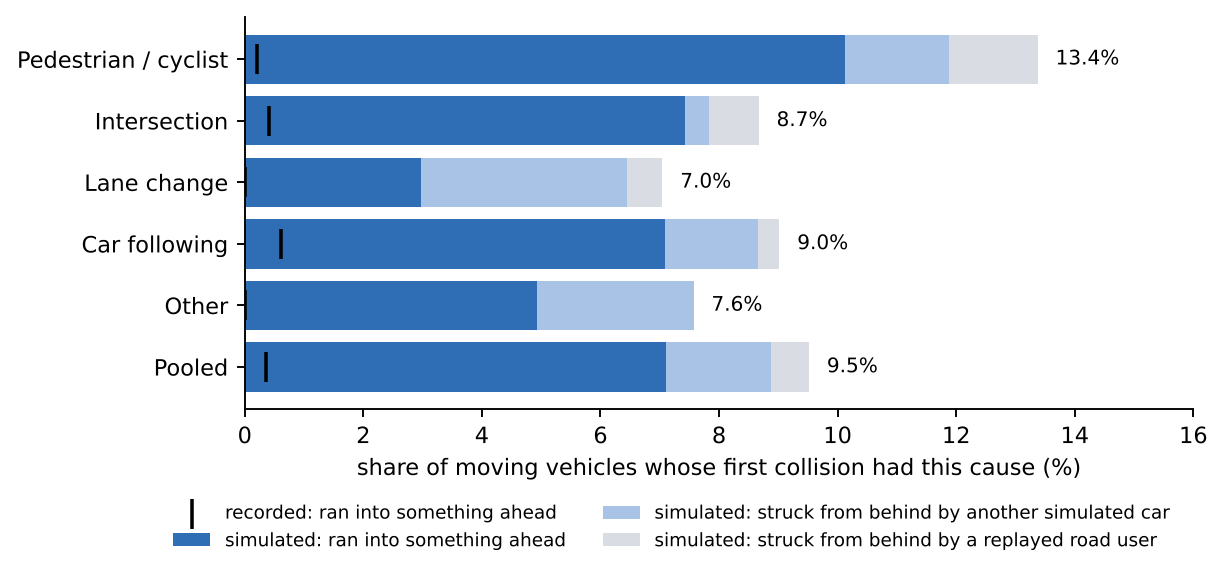 Pedestrian / cyclist
13.4%
Intersection
8.7%
Lane change
7.0%
Car following
9.0%
Other
7.6%
Pooled
9.5%
0 2 4 6 8 10 12 14 16
share of moving vehicles whose first collision had this cause (%)
recorded: ran into something ahead
simulated: ran into something ahead
simulated: struck from behind by another simulated car
simulated: struck from behind by a replayed road user